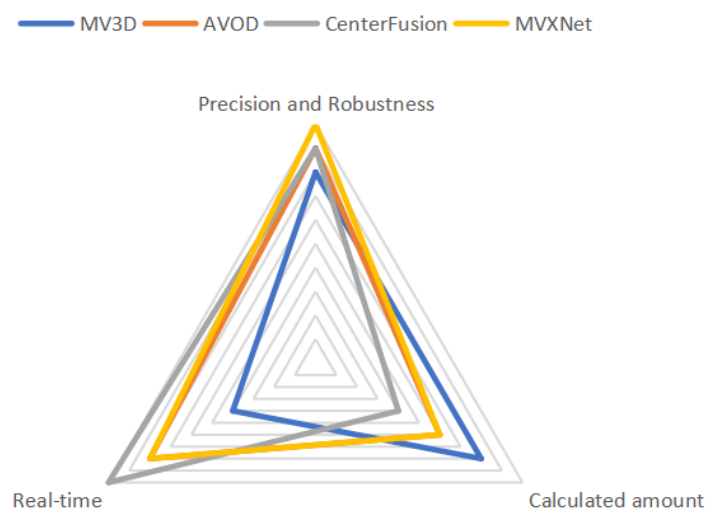 MV3D AVOD CenterFusion MVXNet
Precision and Robustness
Real-time
Calculated amount